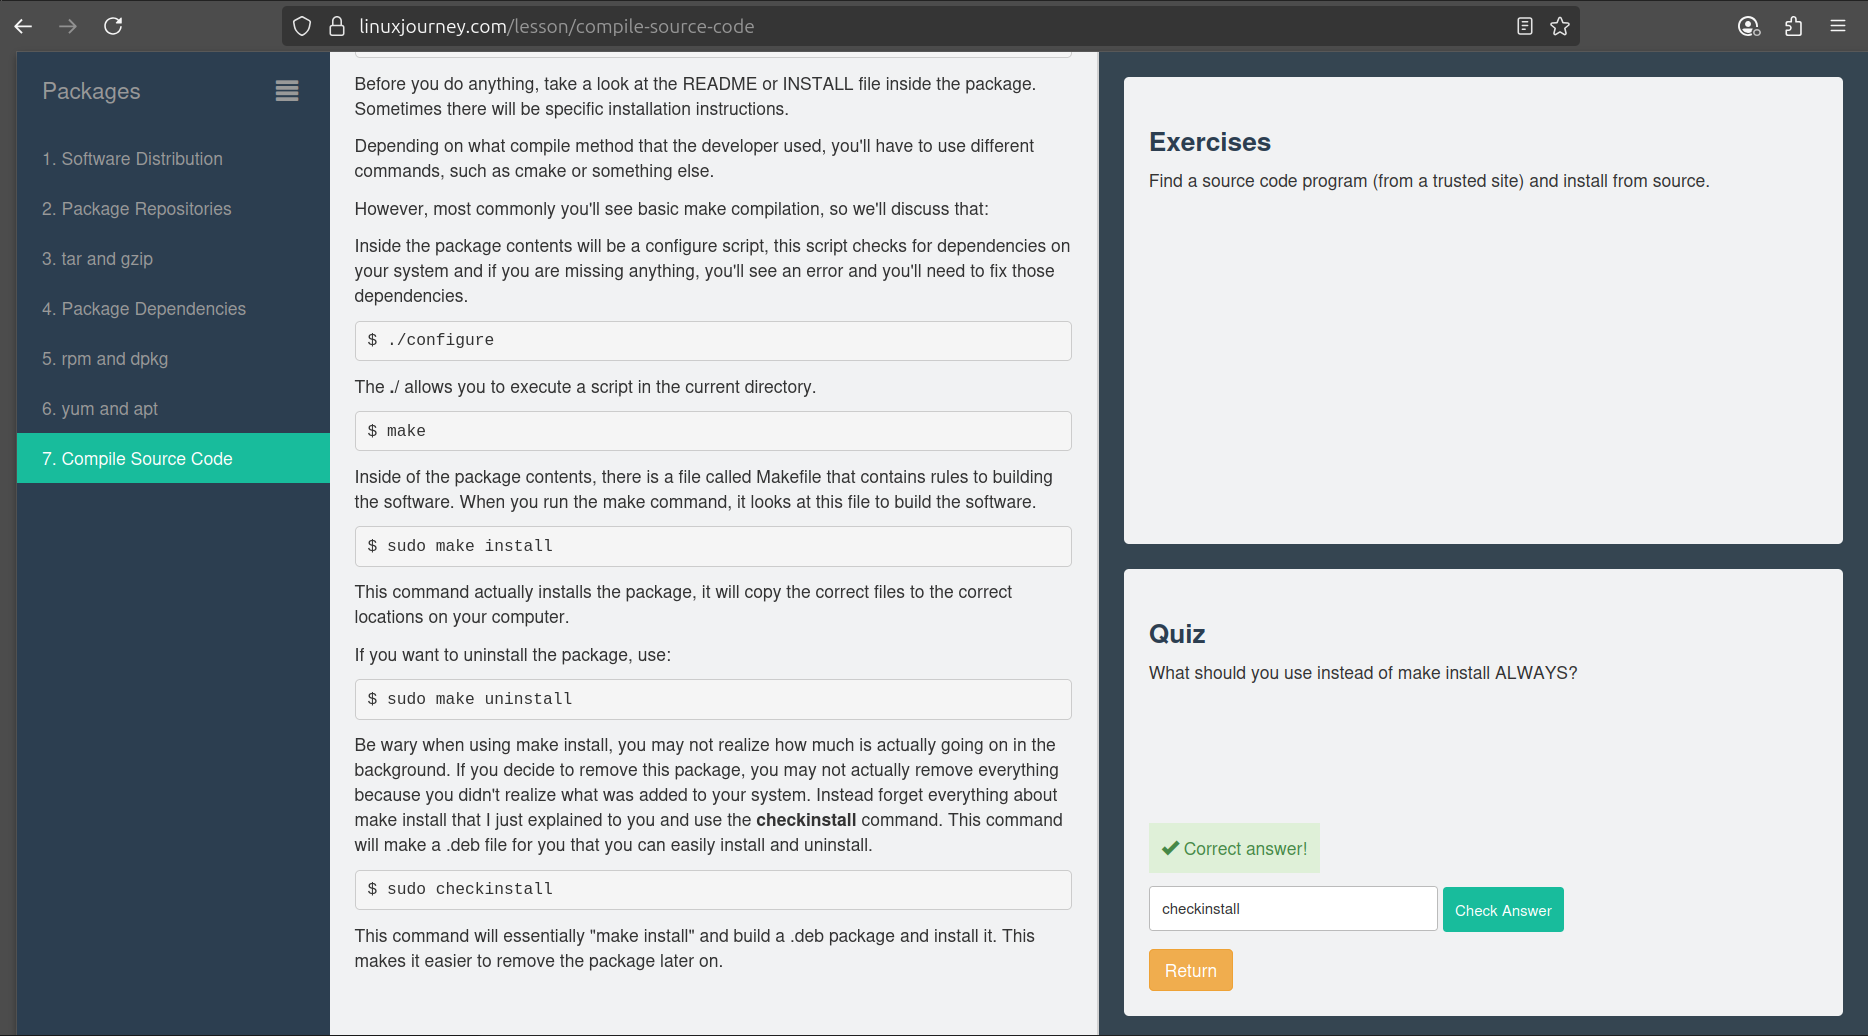 linuxjourney.com/lesson/compile-source-code
Packages
1. Software Distribution
2. Package Repositories
3. tar and gzip
4. Package Dependencies
5. rpm and dpkg
6. yum and apt
7. Compile Source Code
Before you do anything, take a look at the README or INSTALL file inside the package.
Sometimes there will be specific installation instructions.
Depending on what compile method that the developer used, you'll have to use different
commands, such as cmake or something else.
However, most commonly you'll see basic make compilation, so we'll discuss that:
Inside the package contents will be a configure script, this script checks for dependencies on
your system and if you are missing anything, you'll see an error and you'll need to fix those
dependencies.
$ ./configure
The ./ allows you to execute a script in the current directory.
$ make
Inside of the package contents, there is a file called Makefile that contains rules to building
the software. When you run the make command, it looks at this file to build the software.
$ sudo make install
This command actually installs the package, it will copy the correct files to the correct
locations on your computer.
If you want to uninstall the package, use:
$ sudo make uninstall
Be wary when using make install, you may not realize how much is actually going on in the
background. If you decide to remove this package, you may not actually remove everything
because you didn't realize what was added to your system. Instead forget everything about
make install that I just explained to you and use the checkinstall command. This command
will make a .deb file for you that you can easily install and uninstall.
$ sudo checkinstall
This command will essentially "make install" and build a .deb package and install it. This
makes it easier to remove the package later on.
Exercises
Find a source code program (from a trusted site) and install from source.
Quiz
What should you use instead of make install ALWAYS?
Correct answer!
checkinstall
Check Answer
Return